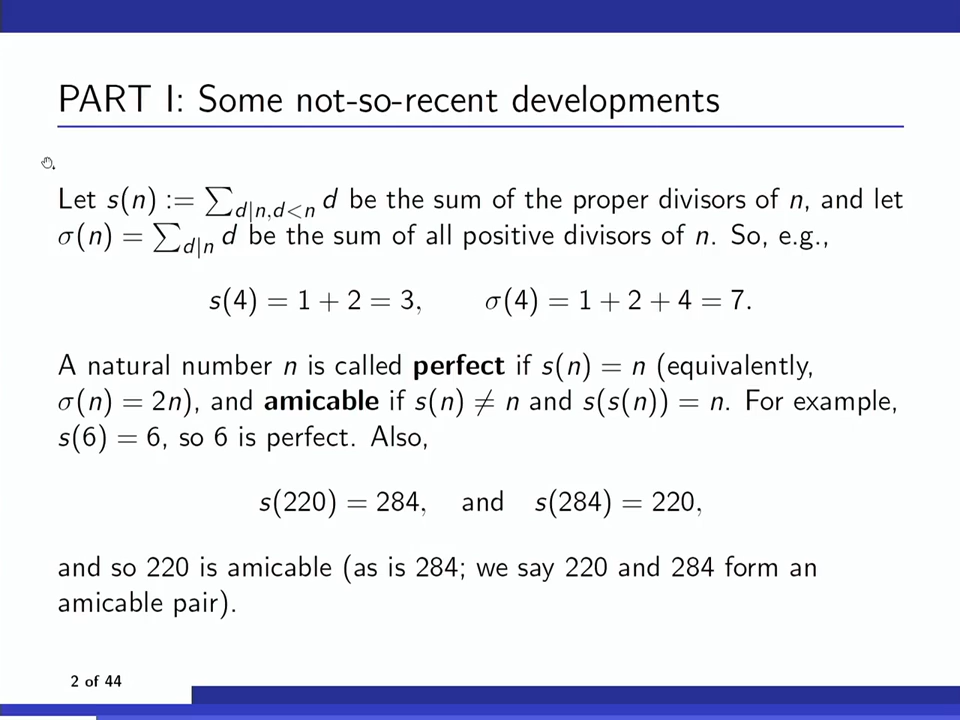 PART I: Some not-so-recent developments
Let s(n) := ∑_{d|n,d<n} d be the sum of the proper divisors of n, and let
σ(n) = ∑_{d|n} d be the sum of all positive divisors of n. So, e.g.,
s(4) = 1 + 2 = 3, σ(4) = 1 + 2 + 4 = 7.
A natural number n is called perfect if s(n) = n (equivalently,
σ(n) = 2n), and amicable if s(n) ≠ n and s(s(n)) = n. For example,
s(6) = 6, so 6 is perfect. Also,
s(220) = 284, and s(284) = 220,
and so 220 is amicable (as is 284; we say 220 and 284 form an
amicable pair).
2 of 44